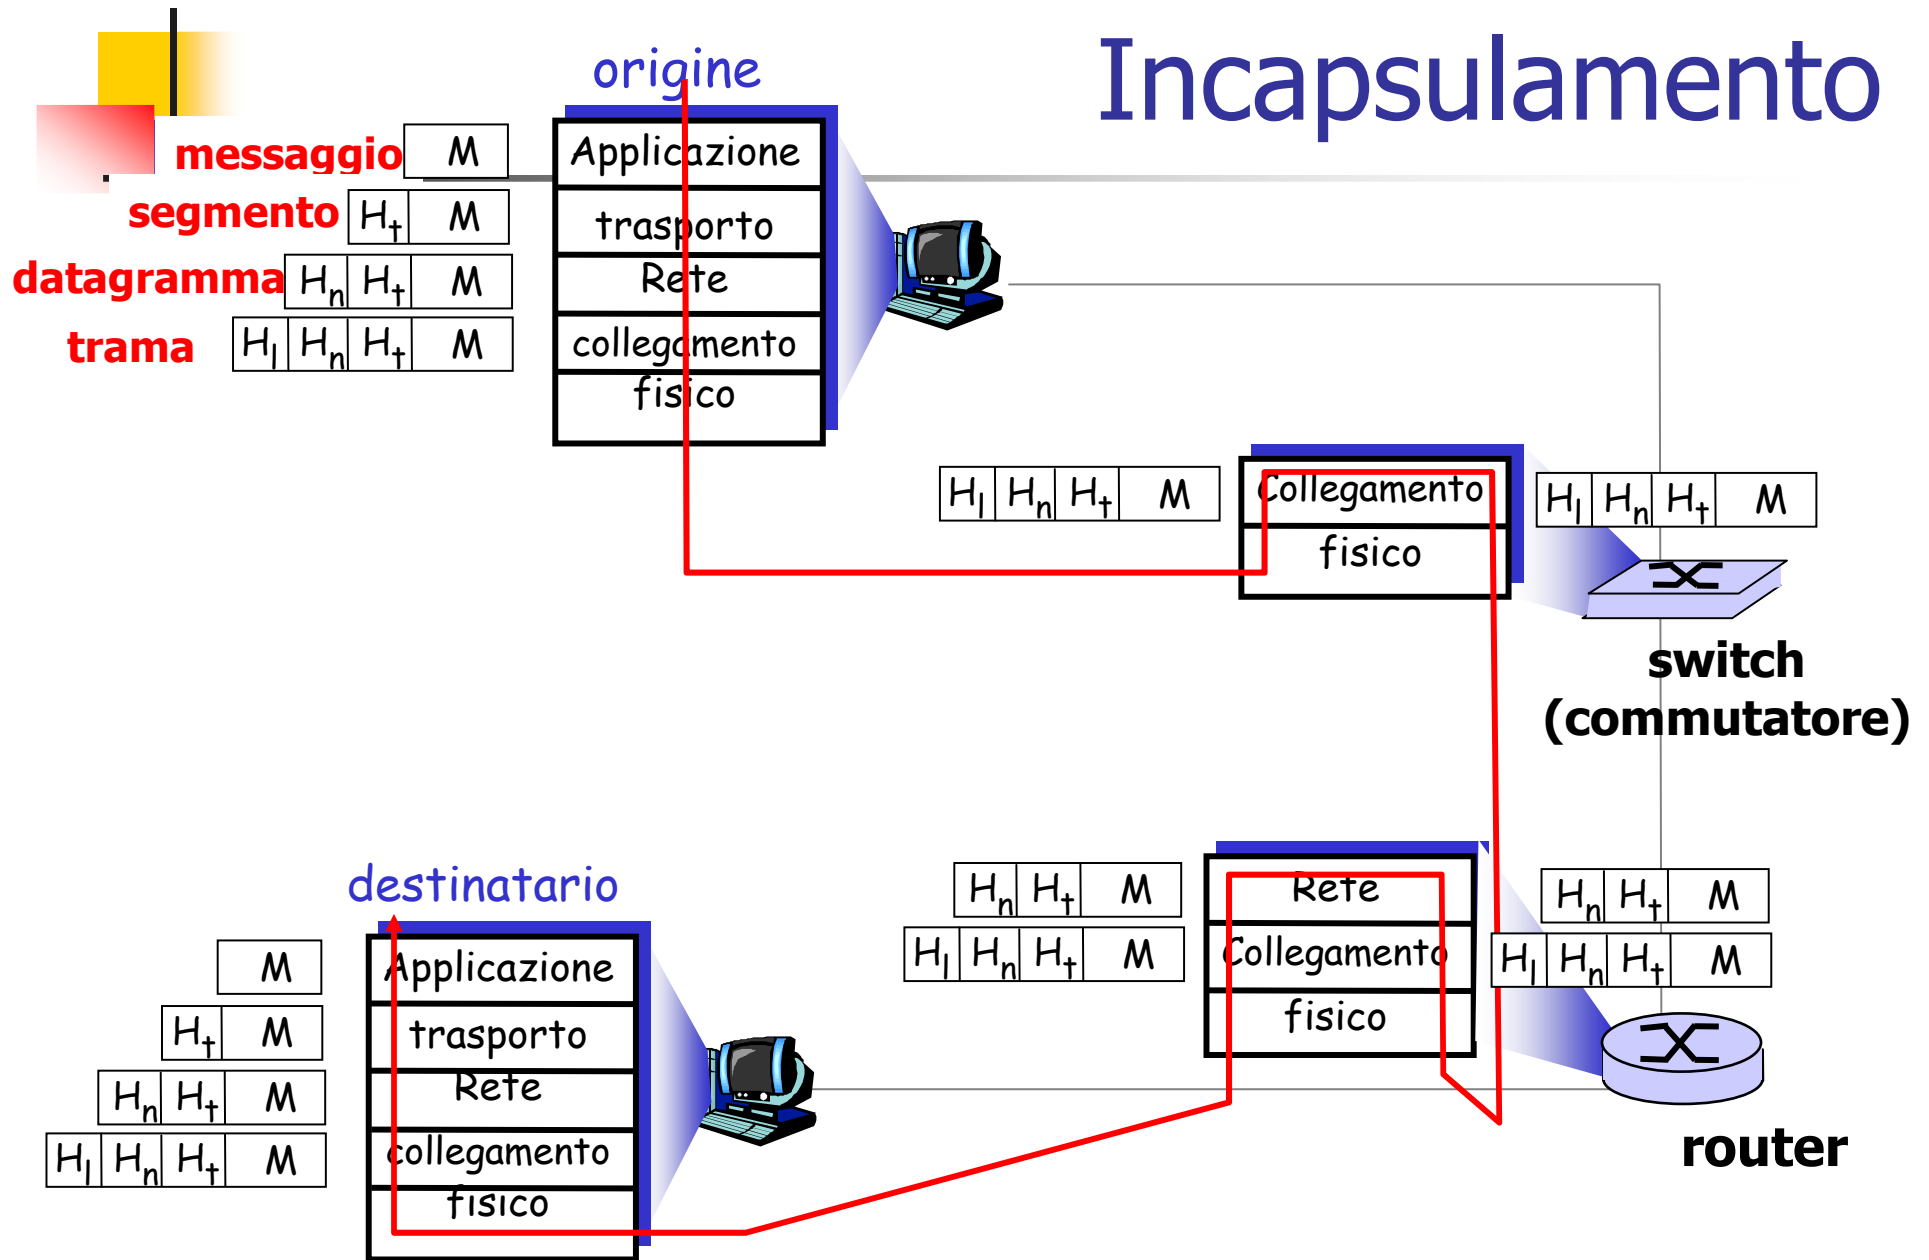 Incapsulamento
origine
messaggio M Applicazione
segmento Ht M trasporto
datagramma Hn Ht M Rete
trama Hl Hn Ht M collegamento
fisico
Hl Hn Ht M Collegamento Hl Hn Ht M
fisico
switch
(commutatore)
destinatario
Hn Ht M Rete Hn Ht M
Hl Hn Ht M Collegamento Hl Hn Ht M
fisico
router
M Applicazione
Ht M trasporto
Hn Ht M Rete
Hl Hn Ht M collegamento
fisico